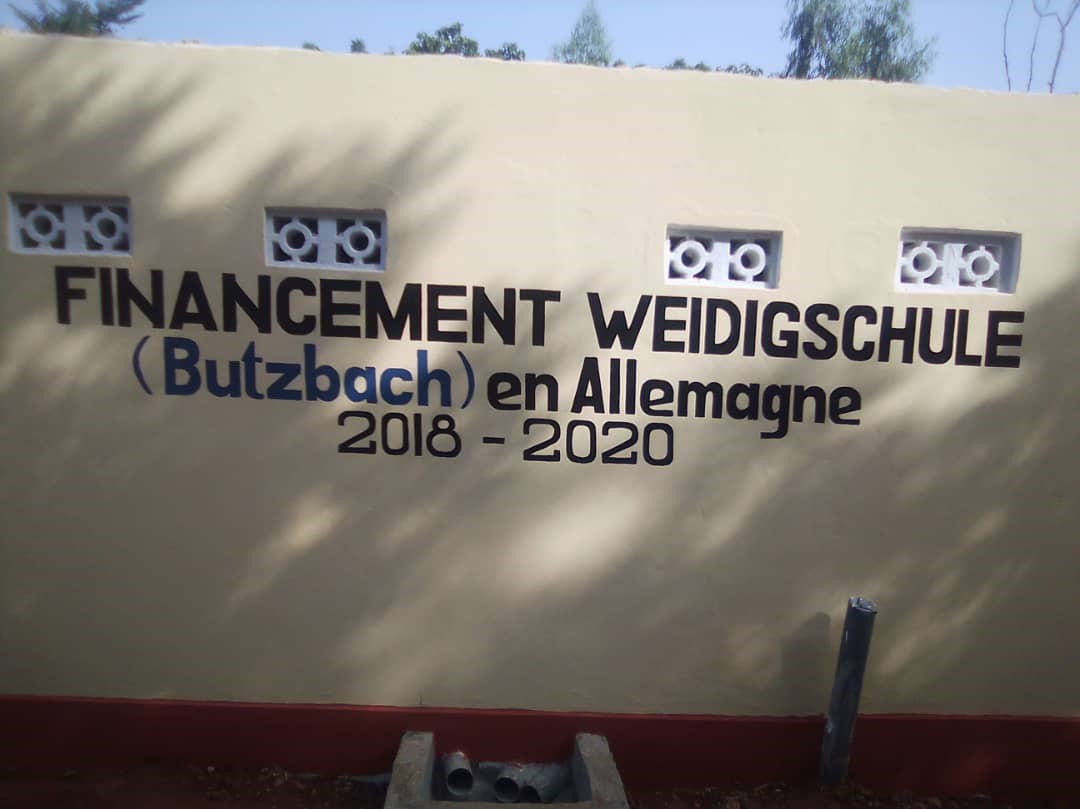 FINANCEMENT WEIDIGSCHULE
(Butzbach) en Allemagne
2018 - 2020